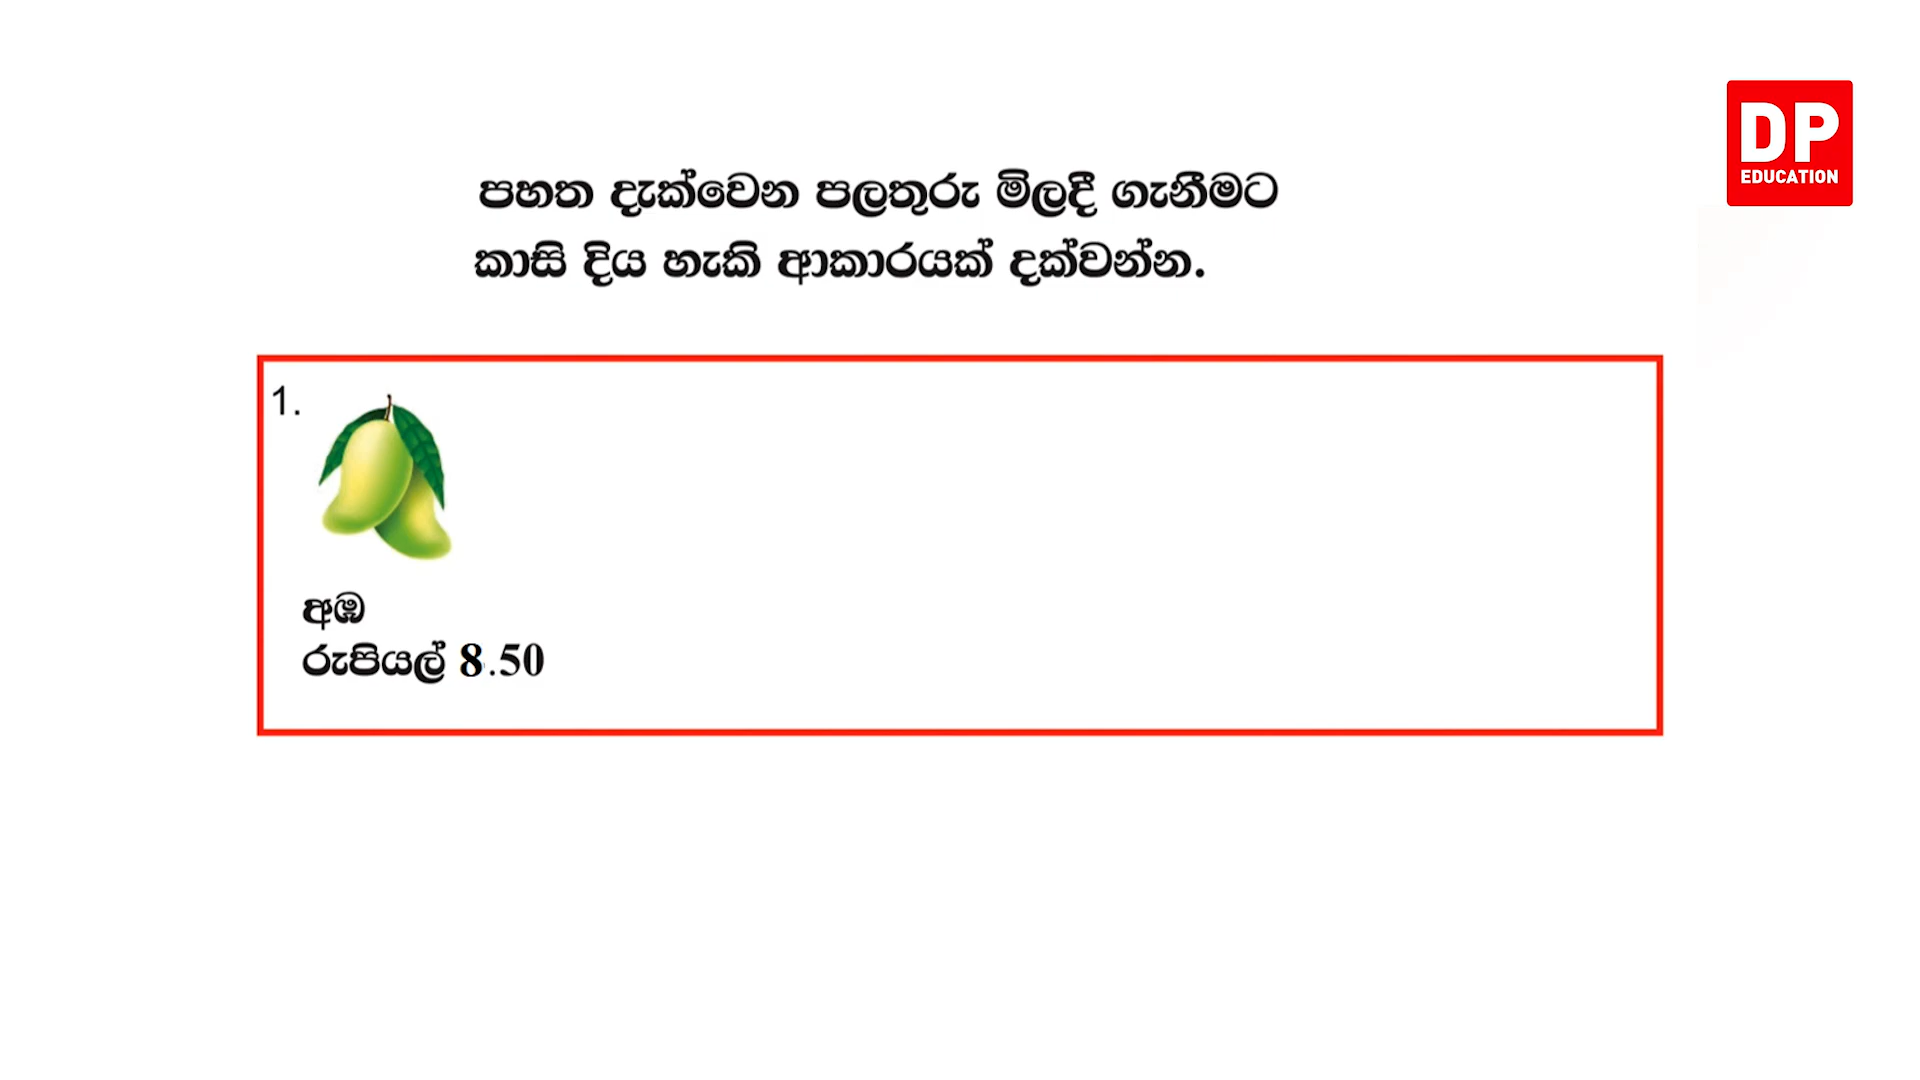 DP
EDUCATION
පහත දැක්වෙන පලතුරු මිලදී ගැනීමට
කාසි දිය හැකි ආකාරයක් දක්වන්න.
1.
අඹ
රුපියල් 8.50